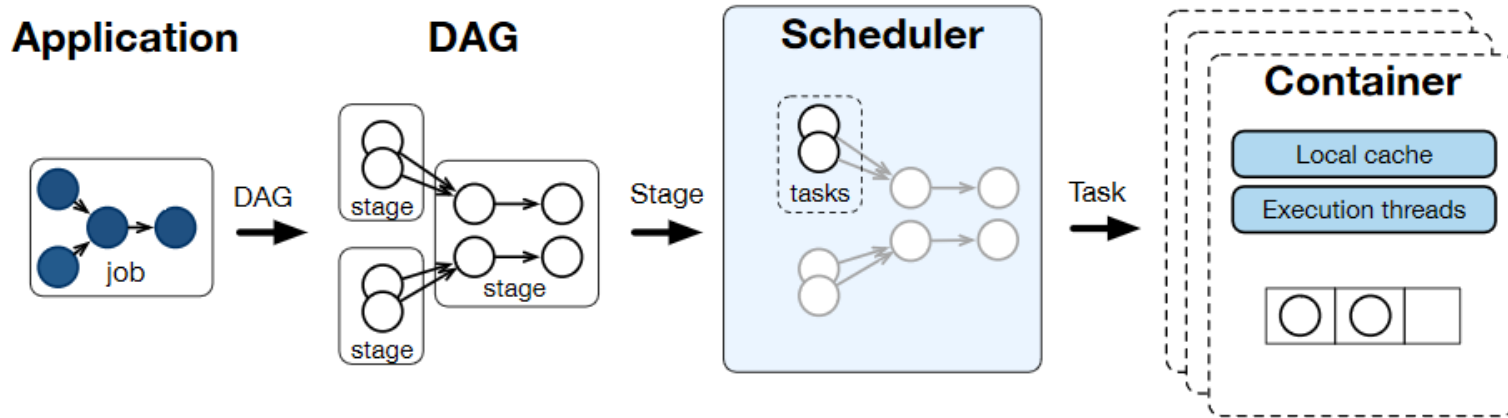 Application
DAG
Scheduler
Container
job
DAG
stage
stage
stage
Stage
tasks
Task
Local cache
Execution threads